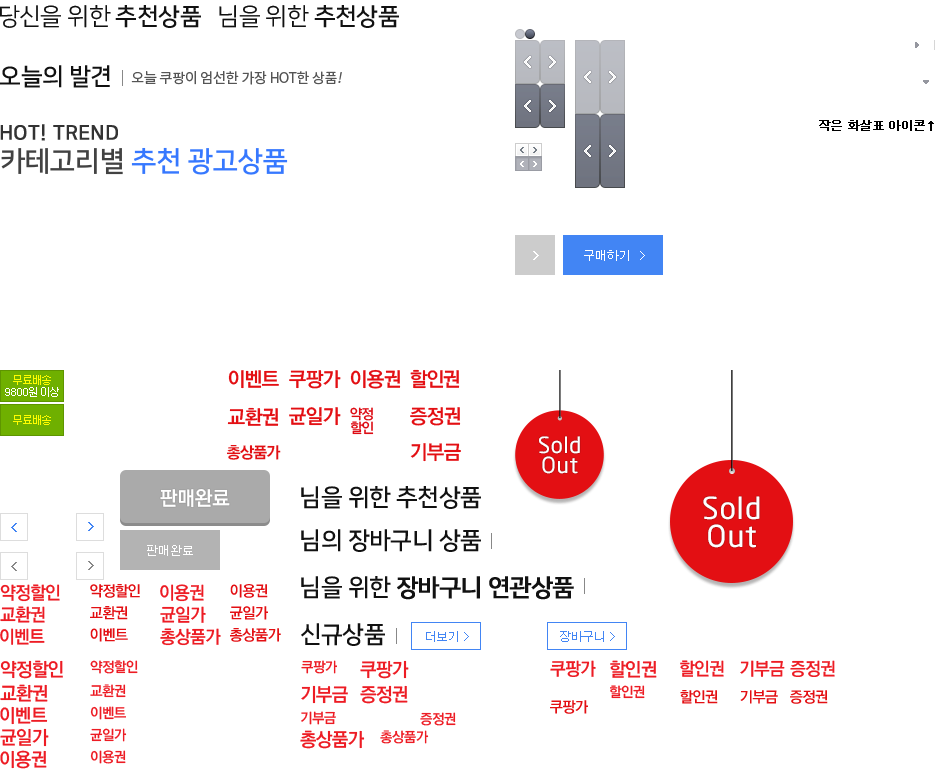 당신을 위한 추천상품 님을 위한 추천상품
오늘의 발견 오늘 쿠팡이 엄선한 가장 HOT한 상품!
작은 화살표 아이콘↑
HOT! TREND
카테고리별 추천 광고상품
구매하기
무료배송
9800원 이상
무료배송
이벤트 쿠팡가 이용권 할인권
교환권 균일가 약정
할인 증정권
총상품가 기부금
Sold
Out
Sold
Out
판매완료
판매완료
님을 위한 추천상품
님의 장바구니 상품
님을 위한 장바구니 연관상품
신규상품 더보기 장바구니
약정할인 약정할인 이용권 이용권
교환권 교환권 균일가 균일가
이벤트 이벤트 총상품가 총상품가
약정할인 약정할인 쿠팡가 쿠팡가 쿠팡가 할인권 할인권 기부금 증정권
교환권 교환권 기부금 증정권 할인권 할인권 기부금 증정권
이벤트 이벤트 기부금 증정권 쿠팡가
균일가 균일가 총상품가 총상품가
이용권 이용권